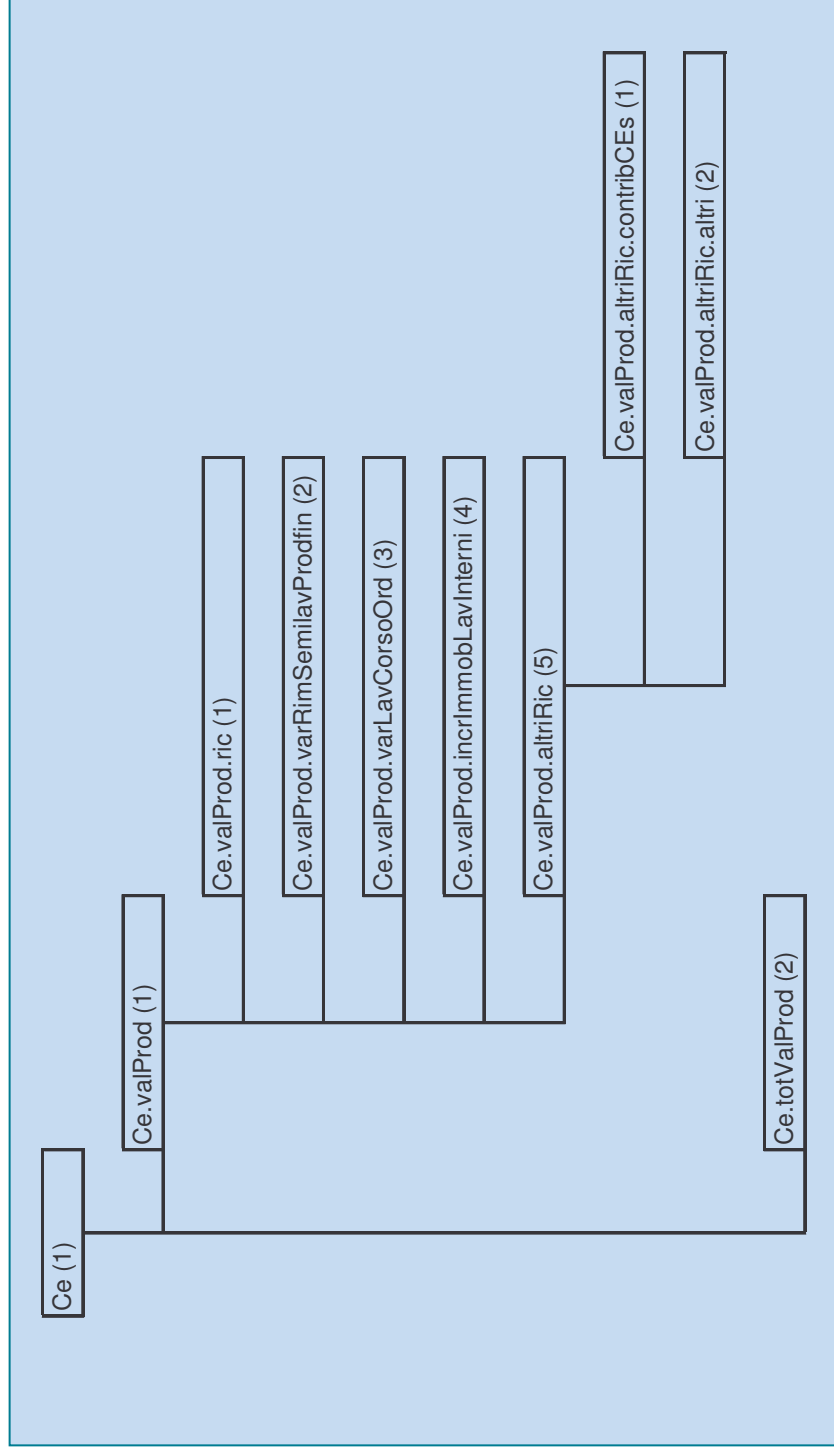 Ce (1)
Ce.valProd (1)
Ce.valProd.ric (1)
Ce.valProd.varRimSemilavProdfin (2)
Ce.valProd.varLavCorsoOrd (3)
Ce.valProd.incrImmobLavInterni (4)
Ce.valProd.altriRic (5)
Ce.valProd.altriRic.contribCEs (1)
Ce.valProd.altriRic.altri (2)
Ce.totValProd (2)